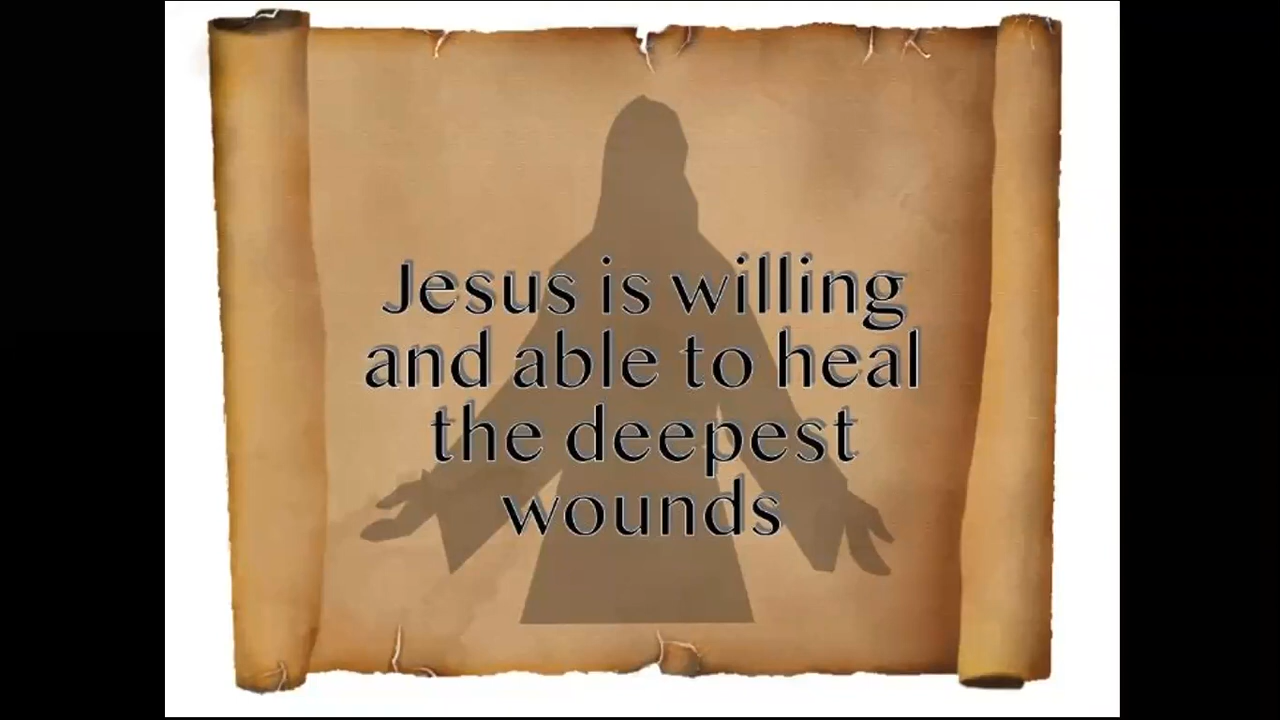 Jesus is willing
and able to heal
the deepest
wounds